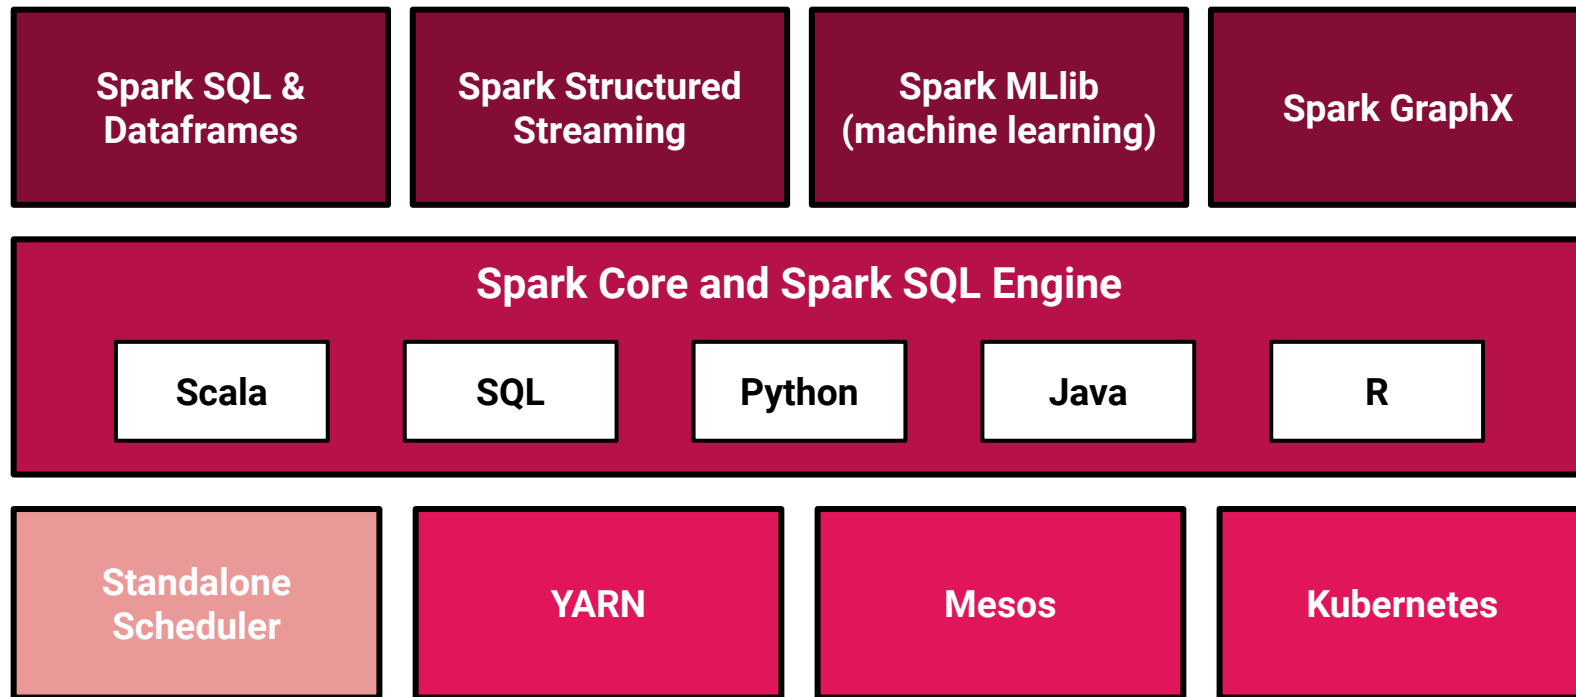 Spark SQL &
Dataframes
Spark Structured
Streaming
Spark MLlib
(machine learning)
Spark GraphX
Spark Core and Spark SQL Engine
Scala
SQL
Python
Java
R
Standalone
Scheduler
YARN
Mesos
Kubernetes